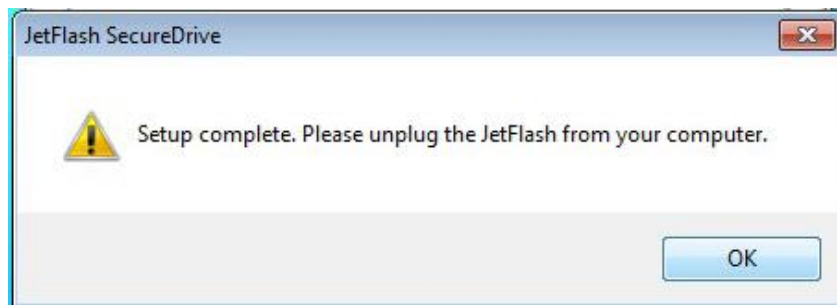 JetFlash SecureDrive
Setup complete. Please unplug the JetFlash from your computer.
OK